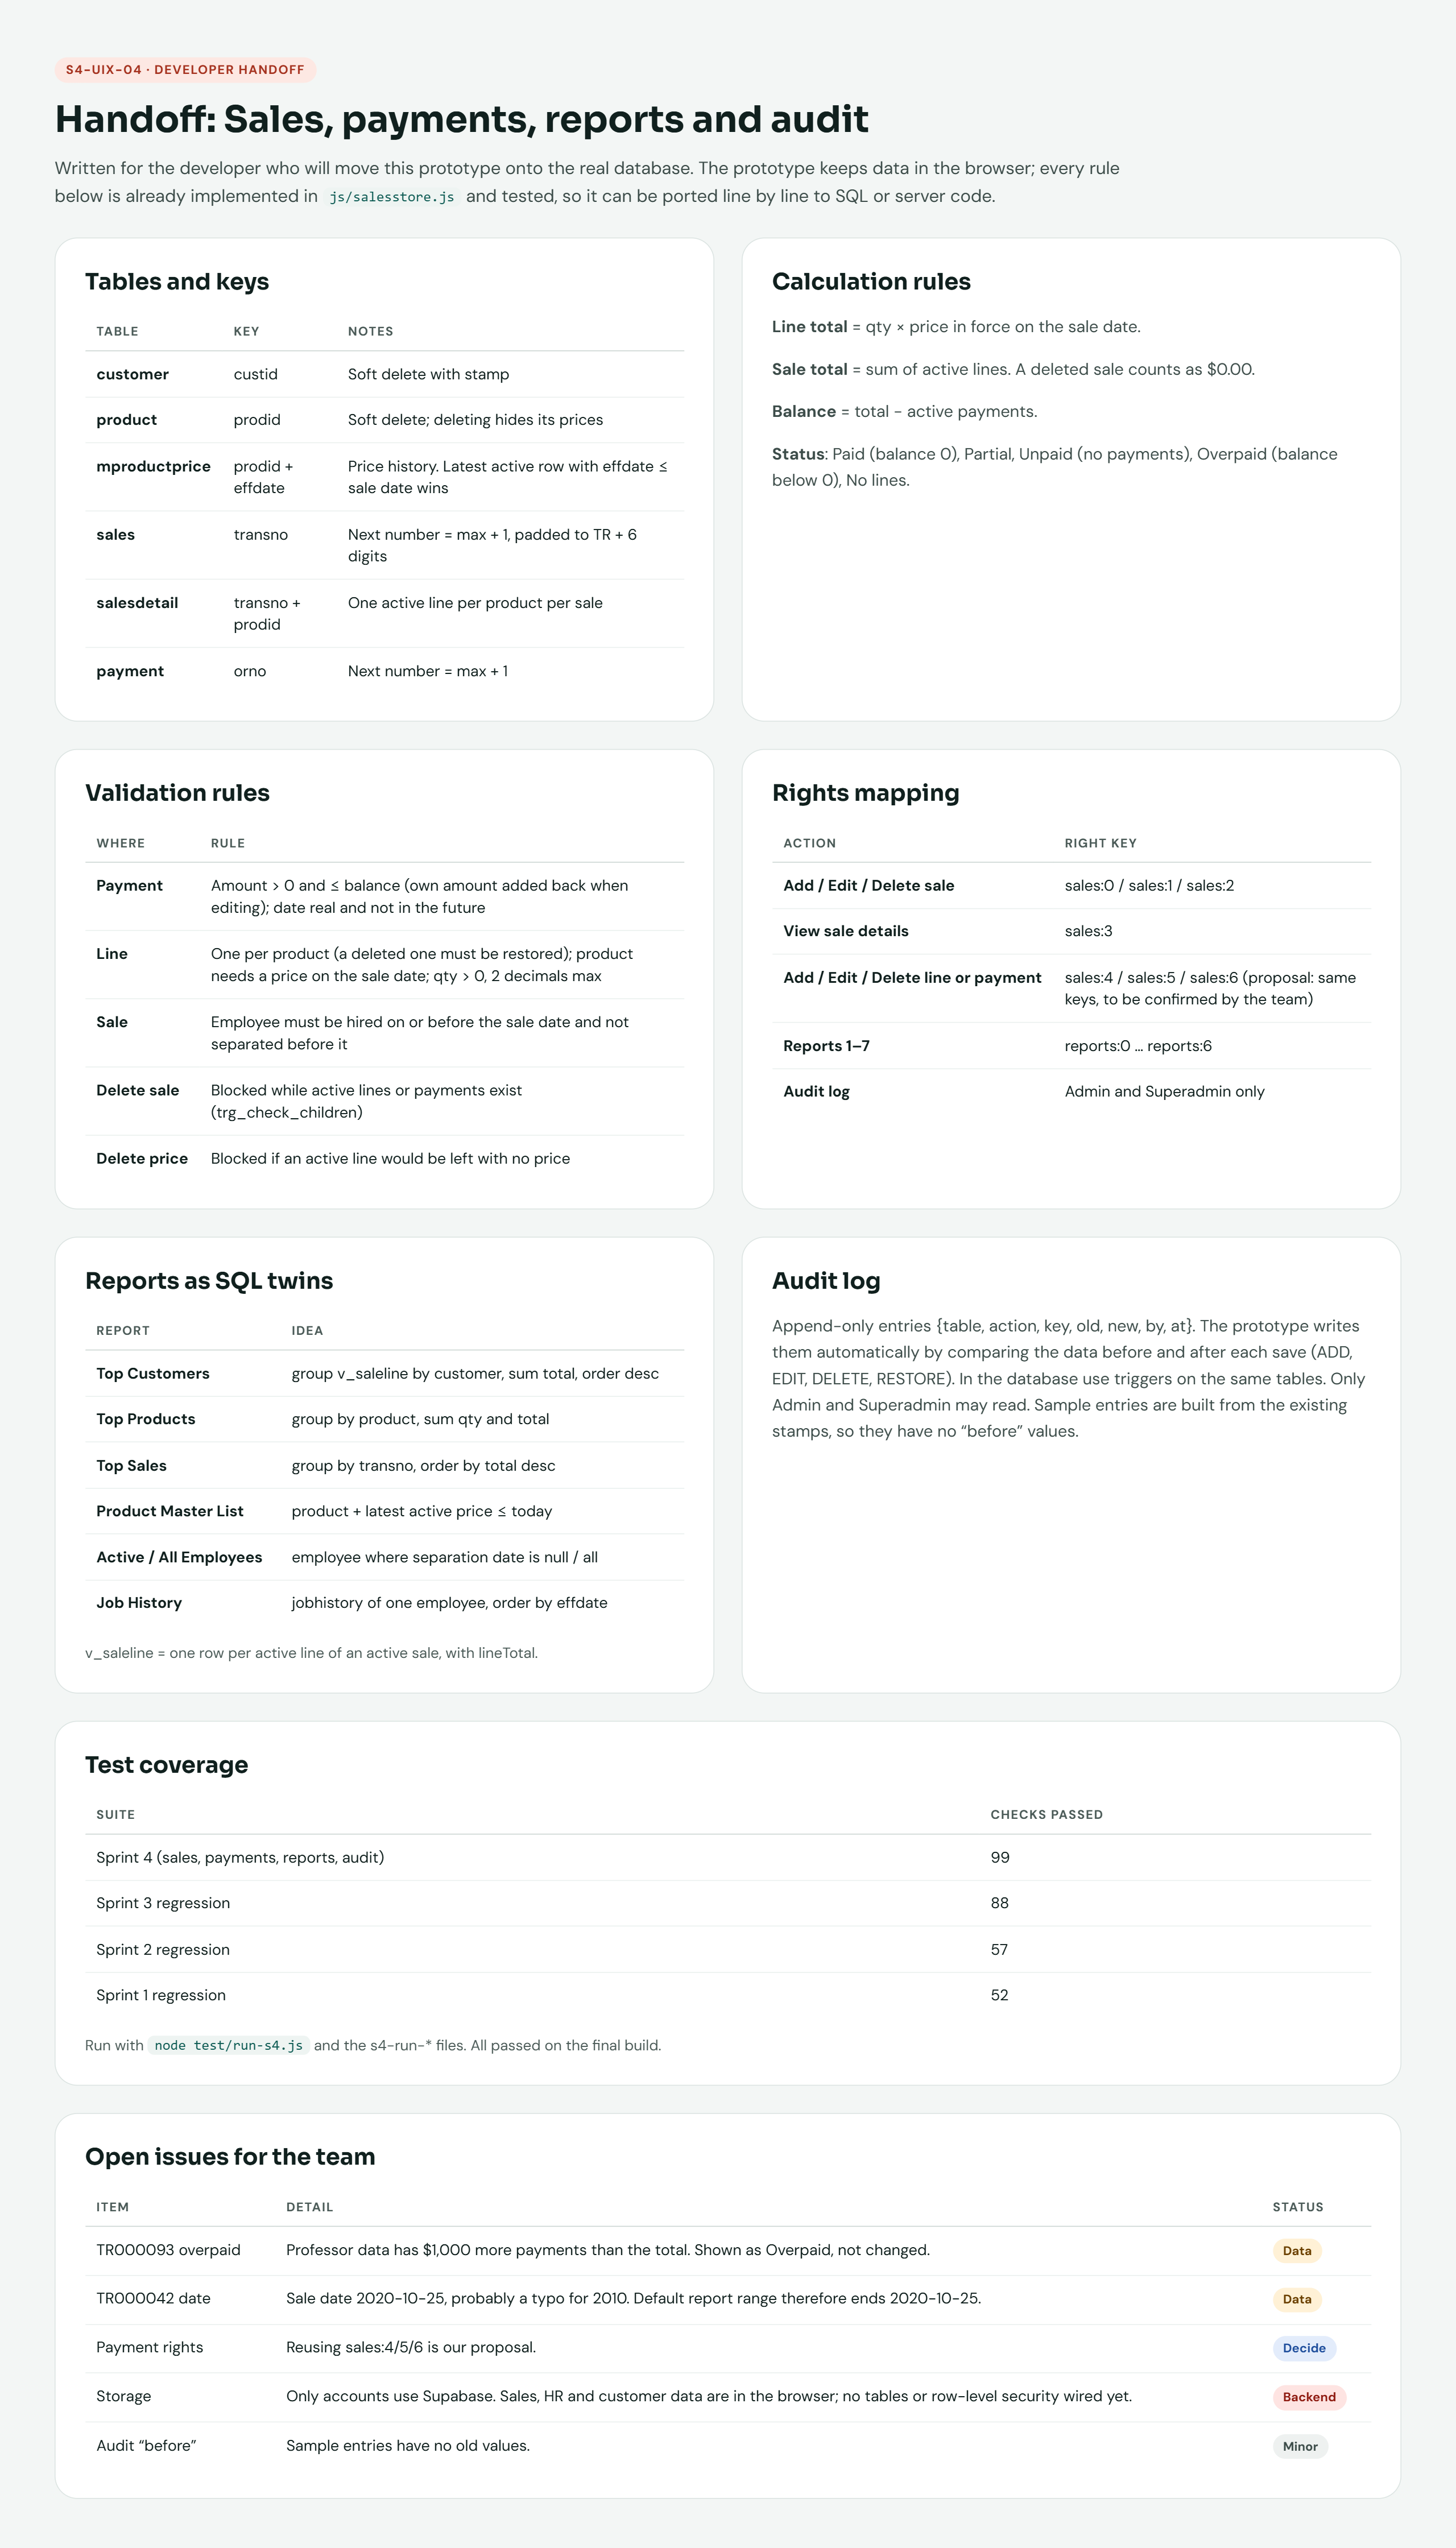 S4-UIX-04 · DEVELOPER HANDOFF
Handoff: Sales, payments, reports and audit
Written for the developer who will move this prototype onto the real database. The prototype keeps data in the browser; every rule
below is already implemented in js/salesstore.js and tested, so it can be ported line by line to SQL or server code.
Tables and keys
TABLE KEY NOTES
customer custid Soft delete with stamp
product prodid Soft delete; deleting hides its prices
mproductprice prodid + Price history. Latest active row with effdate ≤
effdate sale date wins
sales transno Next number = max + 1, padded to TR + 6
digits
salesdetail transno + One active line per product per sale
prodid
payment orno Next number = max + 1
Calculation rules
Line total = qty × price in force on the sale date.
Sale total = sum of active lines. A deleted sale counts as $0.00.
Balance = total − active payments.
Status: Paid (balance 0), Partial, Unpaid (no payments), Overpaid (balance
below 0), No lines.
Validation rules
WHERE RULE
Payment Amount > 0 and ≤ balance (own amount added back when
editing); date real and not in the future
Line One per product (a deleted one must be restored); product
needs a price on the sale date; qty > 0, 2 decimals max
Sale Employee must be hired on or before the sale date and not
separated before it
Delete sale Blocked while active lines or payments exist
(trg_check_children)
Delete price Blocked if an active line would be left with no price
Rights mapping
ACTION RIGHT KEY
Add / Edit / Delete sale sales:0 / sales:1 / sales:2
View sale details sales:3
Add / Edit / Delete line or payment sales:4 / sales:5 / sales:6 (proposal: same
keys, to be confirmed by the team)
Reports 1–7 reports:0 … reports:6
Audit log Admin and Superadmin only
Reports as SQL twins
REPORT IDEA
Top Customers group v_saleline by customer, sum total, order desc
Top Products group by product, sum qty and total
Top Sales group by transno, order by total desc
Product Master List product + latest active price ≤ today
Active / All Employees employee where separation date is null / all
Job History jobhistory of one employee, order by effdate
v_saleline = one row per active line of an active sale, with lineTotal.
Audit log
Append-only entries {table, action, key, old, new, by, at}. The prototype writes
them automatically by comparing the data before and after each save (ADD,
EDIT, DELETE, RESTORE). In the database use triggers on the same tables. Only
Admin and Superadmin may read. Sample entries are built from the existing
stamps, so they have no “before” values.
Test coverage
SUITE CHECKS PASSED
Sprint 4 (sales, payments, reports, audit) 99
Sprint 3 regression 88
Sprint 2 regression 57
Sprint 1 regression 52
Run with node test/run-s4.js and the s4-run-* files. All passed on the final build.
Open issues for the team
ITEM DETAIL STATUS
TR000093 overpaid Professor data has $1,000 more payments than the total. Shown as Overpaid, not changed. Data
TR000042 date Sale date 2020-10-25, probably a typo for 2010. Default report range therefore ends 2020-10-25. Data
Payment rights Reusing sales:4/5/6 is our proposal. Decide
Storage Only accounts use Supabase. Sales, HR and customer data are in the browser; no tables or row-level security wired yet. Backend
Audit “before” Sample entries have no old values. Minor